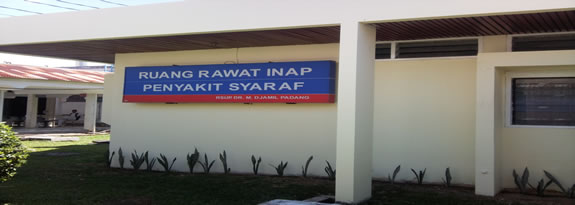 RUANG RAWAT INAP
PENYAKIT SYARAF
RSUP DR. M. DJAMIL PADANG